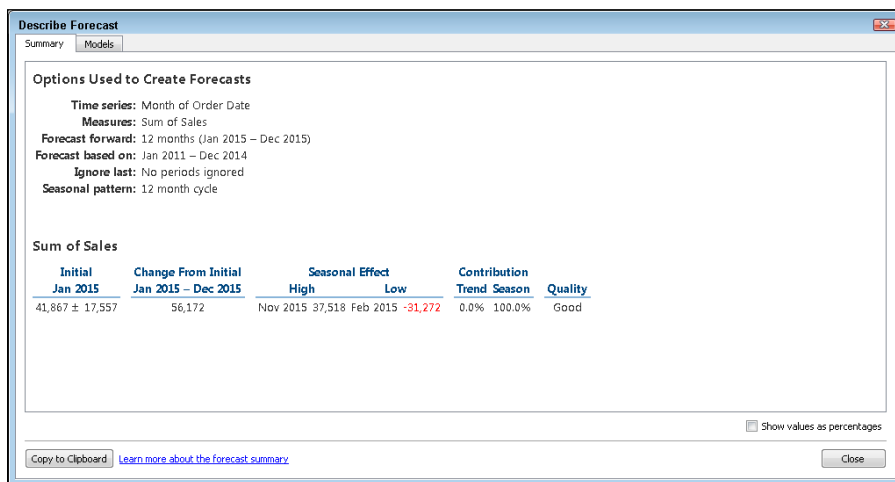 Describe Forecast
Summary Models
Options Used to Create Forecasts
Time series: Month of Order Date
Measures: Sum of Sales
Forecast forward: 12 months (Jan 2015 – Dec 2015)
Forecast based on: Jan 2011 – Dec 2014
Ignore last: No periods ignored
Seasonal pattern: 12 month cycle
Sum of Sales
Initial Change From Initial Seasonal Effect Contribution
Jan 2015 Jan 2015 – Dec 2015 High Low Trend Season Quality
41,867 ± 17,557 56,172 Nov 2015 37,518 Feb 2015 -31,272 0.0% 100.0% Good
Show values as percentages
Copy to Clipboard Learn more about the forecast summary Close